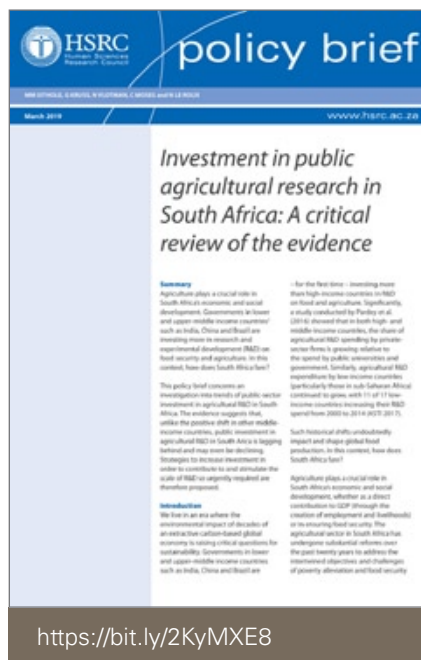 HSRC
Human Sciences
Research Council
policy brief
March 2019
www.hsrc.ac.za
Investment in public
agricultural research in
South Africa: A critical
review of the evidence
Summary
Agriculture plays a crucial role in
South Africa's economic and social
development. Governments in lower
and upper-middle income countries'
such as India, China and Brazil are
investing more in research and
experimental development (R&D) on
food security and agriculture. In this
context, how does South Africa fare?
This policy brief concerns an
investigation into trends of public sector
investment in agricultural R&D in South
Africa. The evidence suggests that,
unlike the positive shift in other middle-
income countries, public investment in
agricultural R&D in South Arica is lagging
behind and may even be declining.
Strategies to increase investment in
order to contribute to and stimulate the
scale of R&D so urgently required are
therefore proposed.
Introduction
We live in an era where the
environmental impact of decades of
an extractive carbon-based global
economy is raising critical questions for
sustainability. Governments in lower
and upper-middle income countries
such as India, China and Brazil are
– for the first time – investing more
than high-income countries in R&D
on food and agriculture. Significantly,
a study conducted by Pardey et al.
(2016) showed that in both high- and
middle-income countries, the share of
agricultural R&D spending by private-
sector firms is growing relative to
the spend by public universities and
government. Similarly, agricultural R&D
expenditure by low-income countries
(particularly those in sub-Saharan Africa)
continued to grow, with 11 of 17 low-
income countries increasing their R&D
spend from 2000 to 2014 (ASTI 2017).
Such historical shifts undoubtedly
impact and shape global food
production. In this context, how does
South Africa fare?
Agriculture plays a crucial role in
South Africa's economic and social
development, whether as a direct
contribution to GDP (through the
creation of employment and livelihoods)
or in ensuring food security. The
agricultural sector in South Africa has
undergone substantial reforms over
the past twenty years to address the
intertwined objectives and challenges
of poverty alleviation and food security
https://bit.ly/2KyMXE8